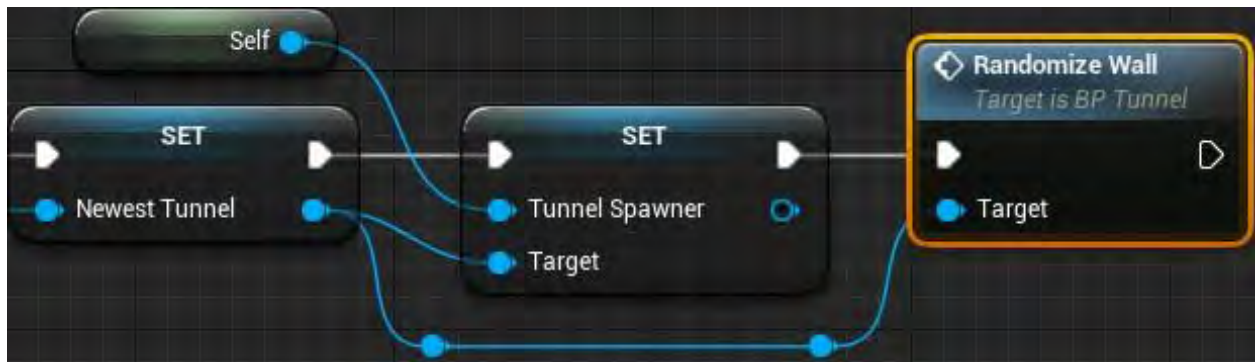 Self
SET
Newest Tunnel
SET
Tunnel Spawner
Target
Randomize Wall
Target is BP Tunnel
Target